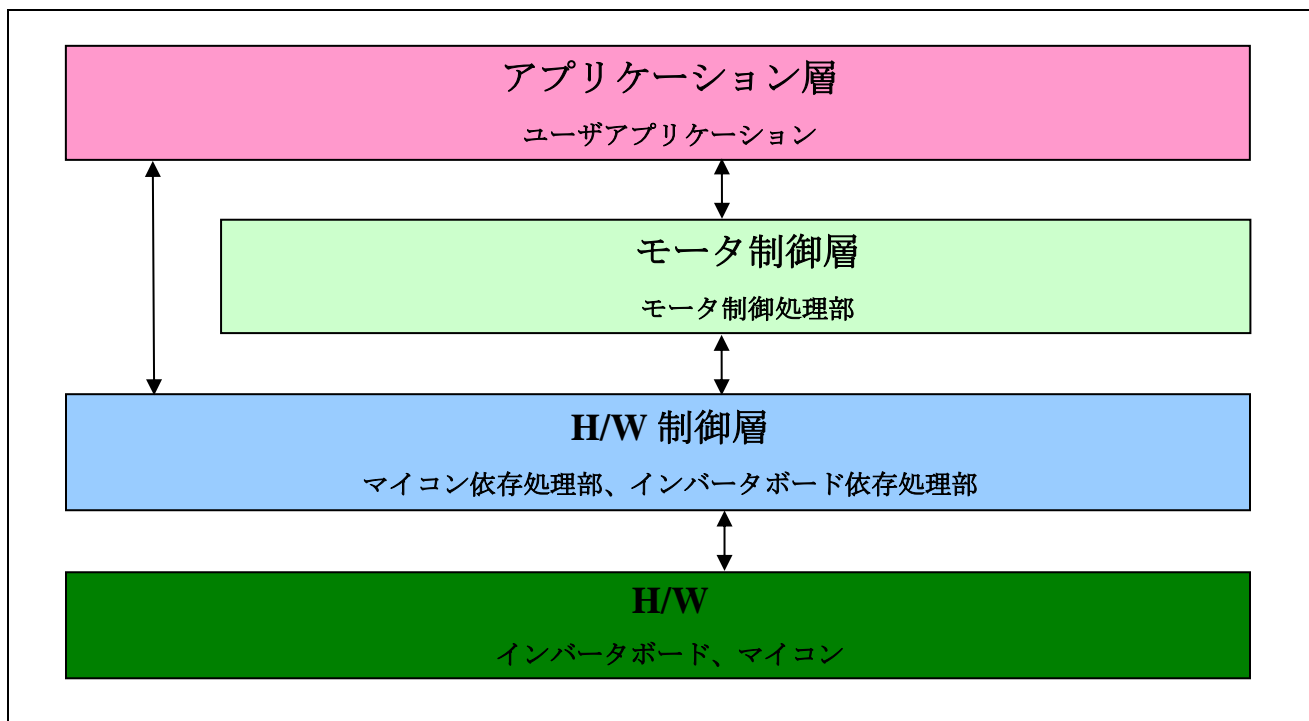 アプリケーション層
ユーザアプリケーション
モータ制御層
モータ制御処理部
H/W 制御層
マイコン依存処理部、インバータボード依存処理部
H/W
インバータボード、マイコン